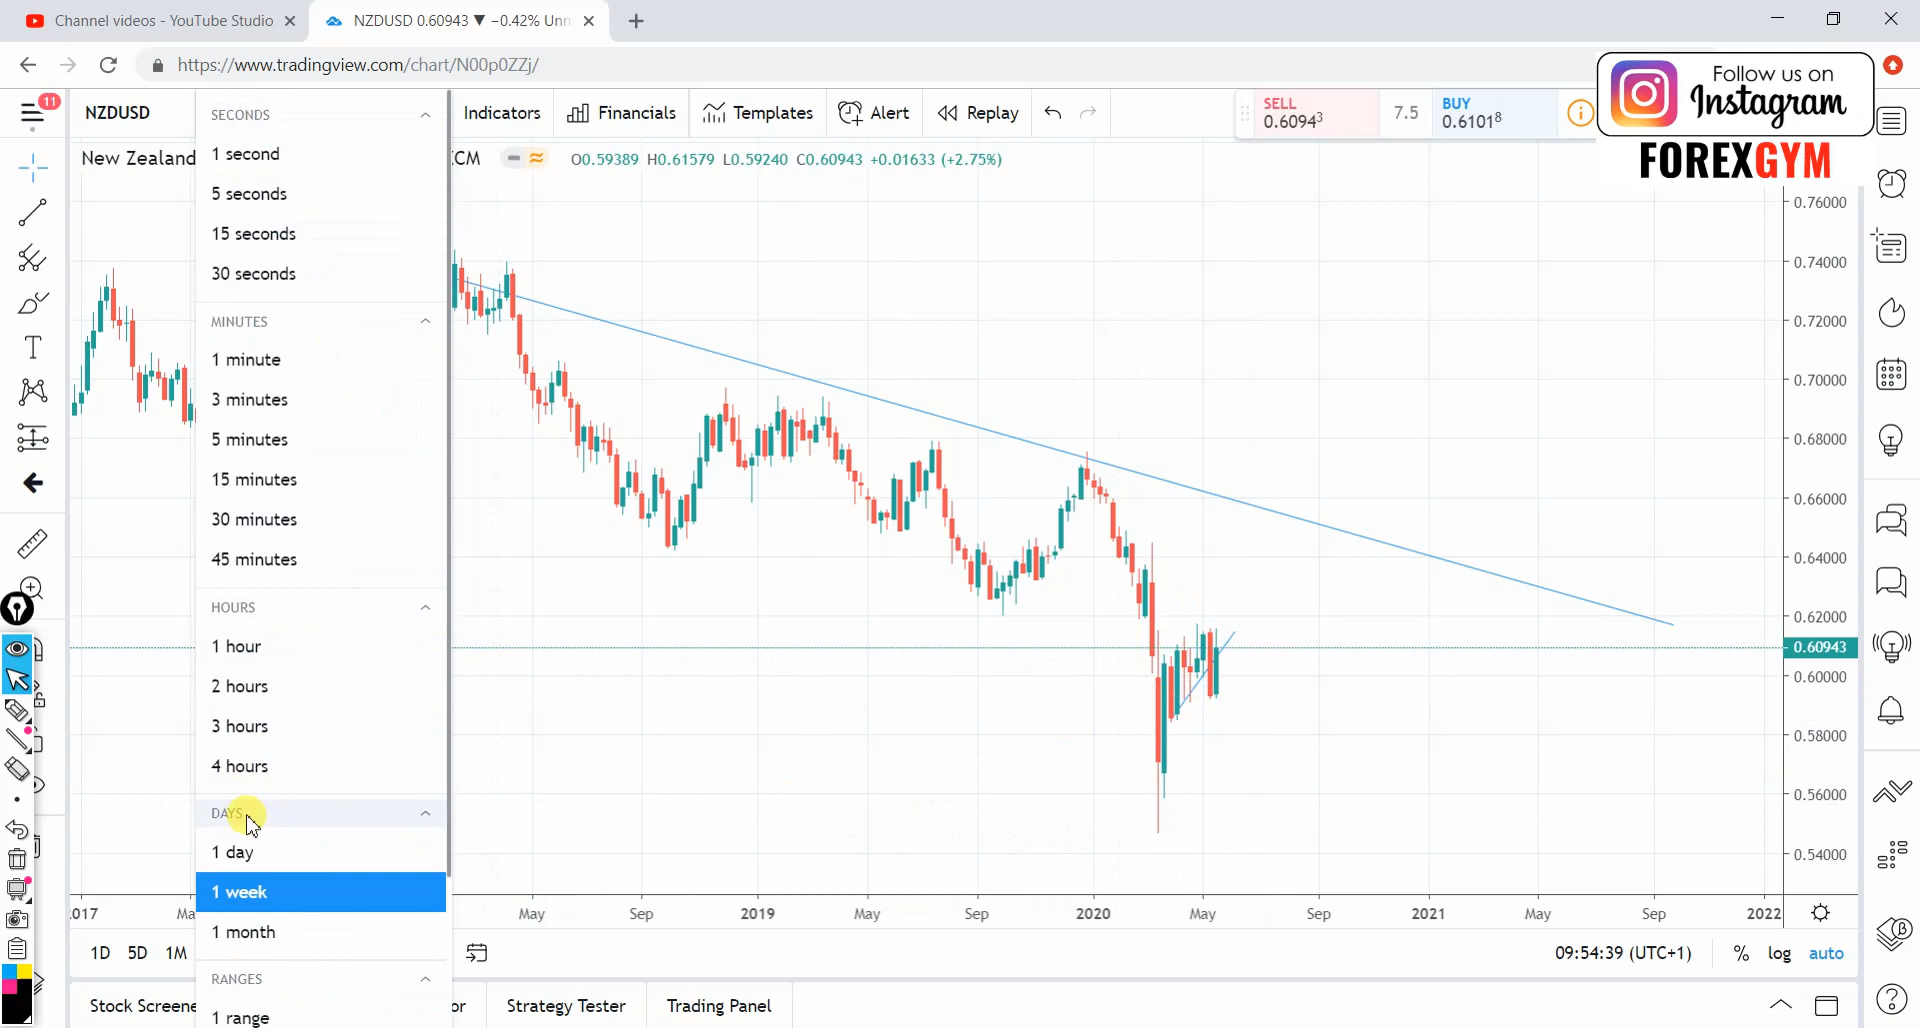 Channel videos - YouTube Studio
NZDUSD 0.60943 ▼ −0.42% Unn
https://www.tradingview.com/chart/N00p0ZZj/
Follow us on
Instagram
FOREXGYM
11
NZDUSD
Indicators
Financials
Templates
Alert
Replay
SELL
0.60943
7.5
BUY
0.61018
New Zealand
O0.59389 H0.61579 L0.59240 C0.60943 +0.01633 (+2.75%)
SECONDS
1 second
5 seconds
15 seconds
30 seconds
MINUTES
1 minute
3 minutes
5 minutes
15 minutes
30 minutes
45 minutes
HOURS
1 hour
2 hours
3 hours
4 hours
DAYS
1 day
1 week
1 month
RANGES
1 range
0.76000
0.74000
0.72000
0.70000
0.68000
0.66000
0.64000
0.62000
0.60943
0.60000
0.58000
0.56000
0.54000
2017 Ma May Sep 2019 May Sep 2020 May Sep 2021 May Sep 2022
1D 5D 1M
09:54:39 (UTC+1) % log auto
Stock Screene
or
Strategy Tester
Trading Panel